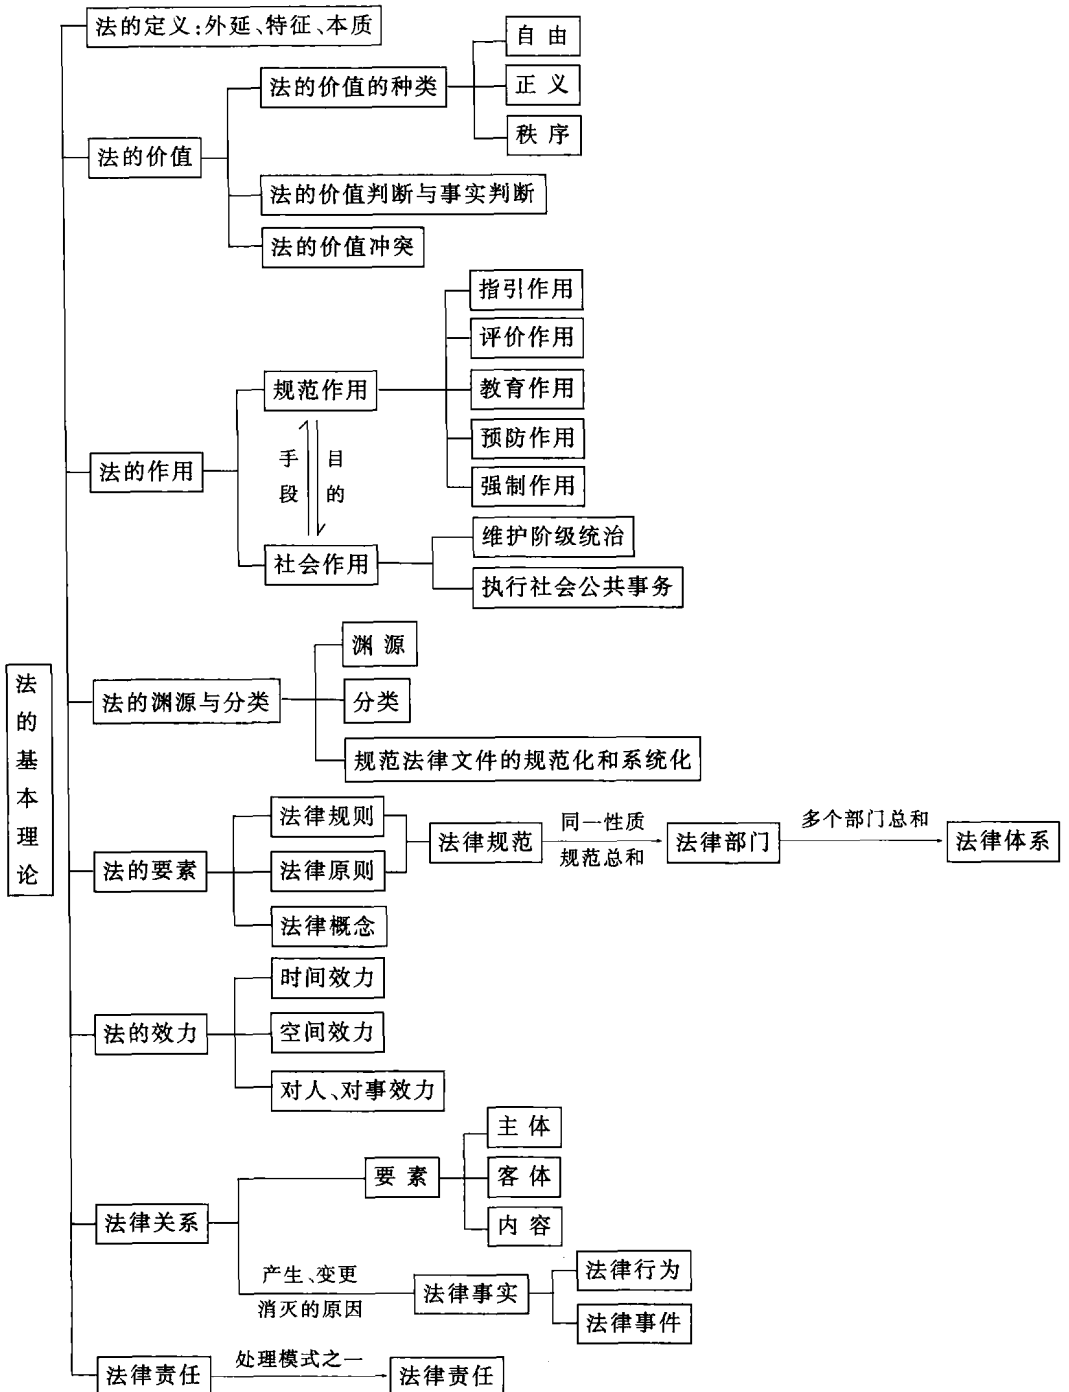 法的基本理论
法的定义:外延、特征、本质
法的价值
法的价值的种类
自由
正义
秩序
法的价值判断与事实判断
法的价值冲突
法的作用
规范作用
指引作用
评价作用
教育作用
预防作用
强制作用
手段
目的
社会作用
维护阶级统治
执行社会公共事务
法的渊源与分类
渊源
分类
规范法律文件的规范化和系统化
法的要素
法律规则
法律原则
法律概念
法律规范
同一性质
规范总和
法律部门
多个部门总和
法律体系
法的效力
时间效力
空间效力
对人、对事效力
法律关系
要素
主体
客体
内容
产生、变更
消灭的原因
法律事实
法律行为
法律事件
法律责任
处理模式之一
法律责任